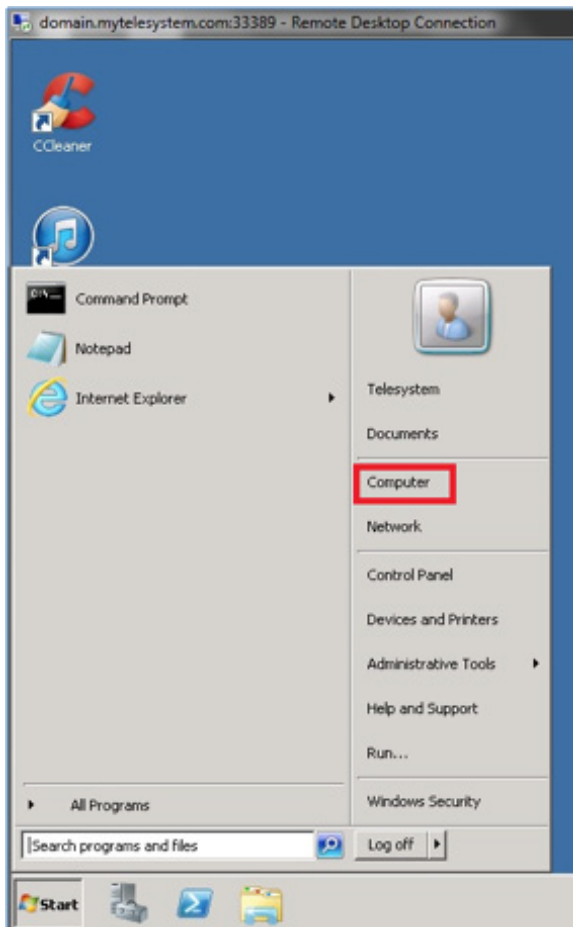 domain.mytelesystem.com:33389 - Remote Desktop Connection
CCleaner
Command Prompt
Notepad
Internet Explorer
Telesystem
Documents
Computer
Network
Control Panel
Devices and Printers
Administrative Tools
Help and Support
Run...
Windows Security
All Programs
Search programs and files
Log off
Start